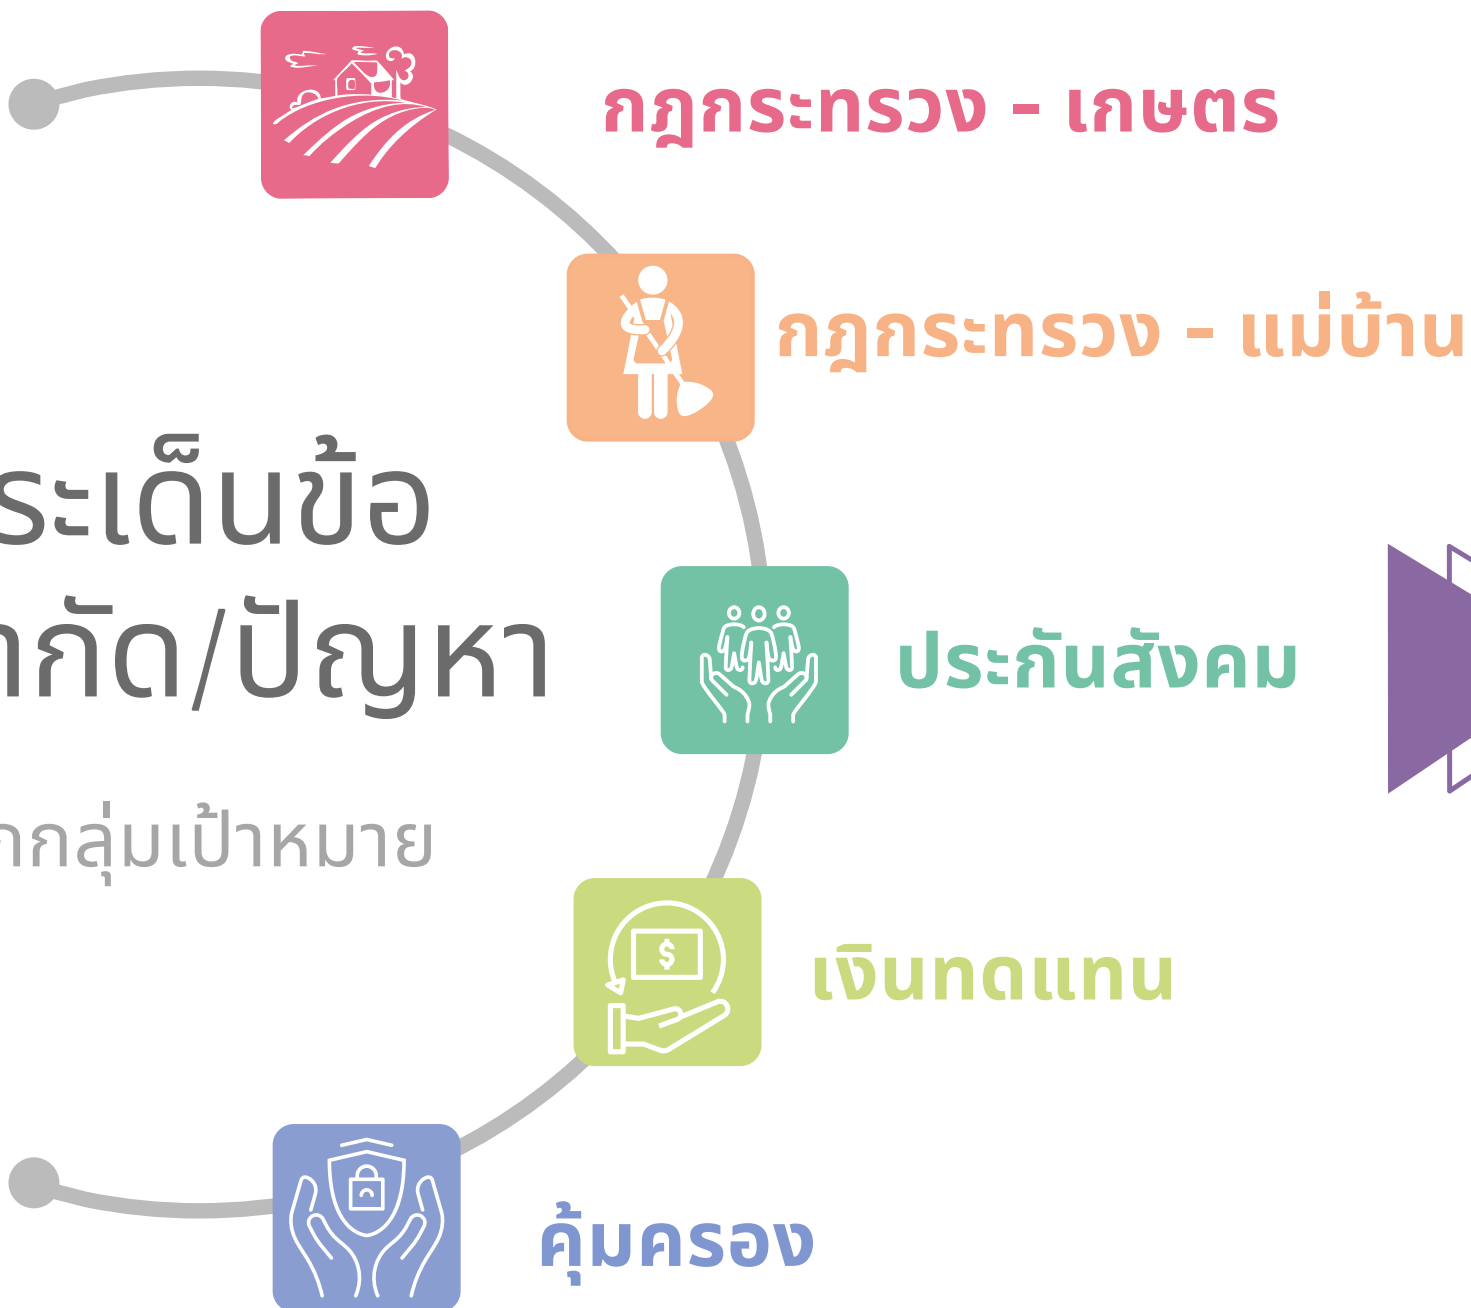 กฎกระทรวง - เกษตร
กฎกระทรวง - แม่บ้าน
ระเด็นข้อ
ำกัด/ปัญหา
กลุ่มเป้าหมาย
ประกันสังคม
เงินทดแทน
คุ้มครอง